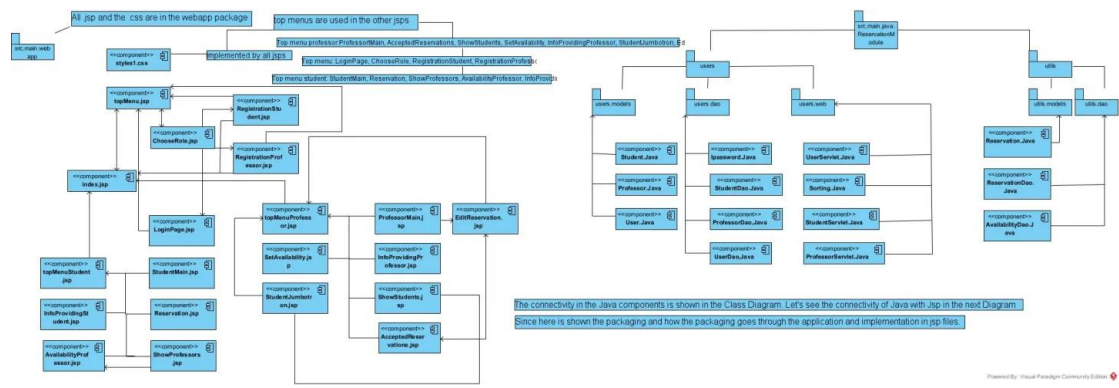 All .jsp and the .css are in the webapp package
top menus are used in the other jsps
src.main.web
app
<<component>>
styles1.css
Implemented by all jsps
Top menu professor:ProfessorMain, AcceptedReservations, ShowStudents, SetAvailability, InfoProvidingProfessor, StudentJumbotron, Ed
Top menu: LoginPage, ChooseRole, RegistrationStudent, RegistrationProfess
Top menu student: StudentMain, Reservation, ShowProfessors, AvailabilityProfessor, InfoProvid
<<component>>
topMenu.jsp
<<component>>
RegistrationStu
dent.jsp
<<component>>
ChooseRole.jsp
<<component>>
RegistrationProf
essor.jsp
<<component>>
index.jsp
<<component>>
LoginPage.jsp
<<component>>
topMenuProfess
or.jsp
<<component>>
ProfessorMain.j
sp
<<component>>
EditReservation.
jsp
<<component>>
SetAvailability.js
p
<<component>>
InfoProvidingPr
ofessor.jsp
<<component>>
StudentJumbotr
on.jsp
<<component>>
ShowStudents.j
sp
<<component>>
AcceptedReser
vations.jsp
<<component>>
topMenuStudent
.jsp
<<component>>
StudentMain.jsp
<<component>>
InfoProvidingSt
udent.jsp
<<component>>
Reservation.jsp
<<component>>
AvailabilityProf
essor.jsp
<<component>>
ShowProfessors
.jsp
src.main.java.
ReservationM
odule
users
utils
users.models
users.dao
users.web
utils.models
utils.dao
<<component>>
Student.Java
<<component>>
Ipassword.Java
<<component>>
UserServlet.Java
<<component>>
Reservation.Java
<<component>>
Professor.Java
<<component>>
StudentDao.Java
<<component>>
Sorting.Java
<<component>>
ReservationDao.
Java
<<component>>
User.Java
<<component>>
ProfessorDao.Java
<<component>>
StudentServlet.Java
<<component>>
AvailabilityDao.J
ava
<<component>>
UserDao.Java
<<component>>
ProfessorServlet.Java
The connectivity in the Java components is shown in the Class Diagram. Let's see the connectivity of Java with Jsp in the next Diagram
Since here is shown the packaging and how the packaging goes through the application and implementation in jsp files.
Powered By: Visual Paradigm Community Edition